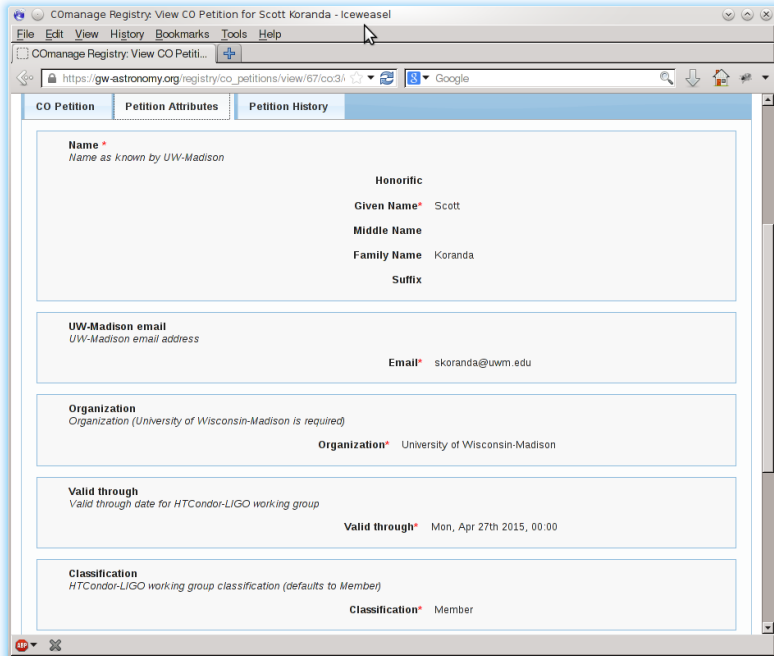 COmanage Registry: View CO Petition for Scott Koranda - Iceweasel
File Edit View History Bookmarks Tools Help
COmanage Registry: View CO Petiti...
https://gw-astronomy.org/registry/co_petitions/view/67/co:3/
Google
CO Petition Petition Attributes Petition History
Name *
Name as known by UW-Madison
Honorific
Given Name* Scott
Middle Name
Family Name Koranda
Suffix
UW-Madison email
UW-Madison email address
Email* skoranda@uwm.edu
Organization
Organization (University of Wisconsin-Madison is required)
Organization* University of Wisconsin-Madison
Valid through
Valid through date for HTCondor-LIGO working group
Valid through* Mon, Apr 27th 2015, 00:00
Classification
HTCondor-LIGO working group classification (defaults to Member)
Classification* Member
ABP